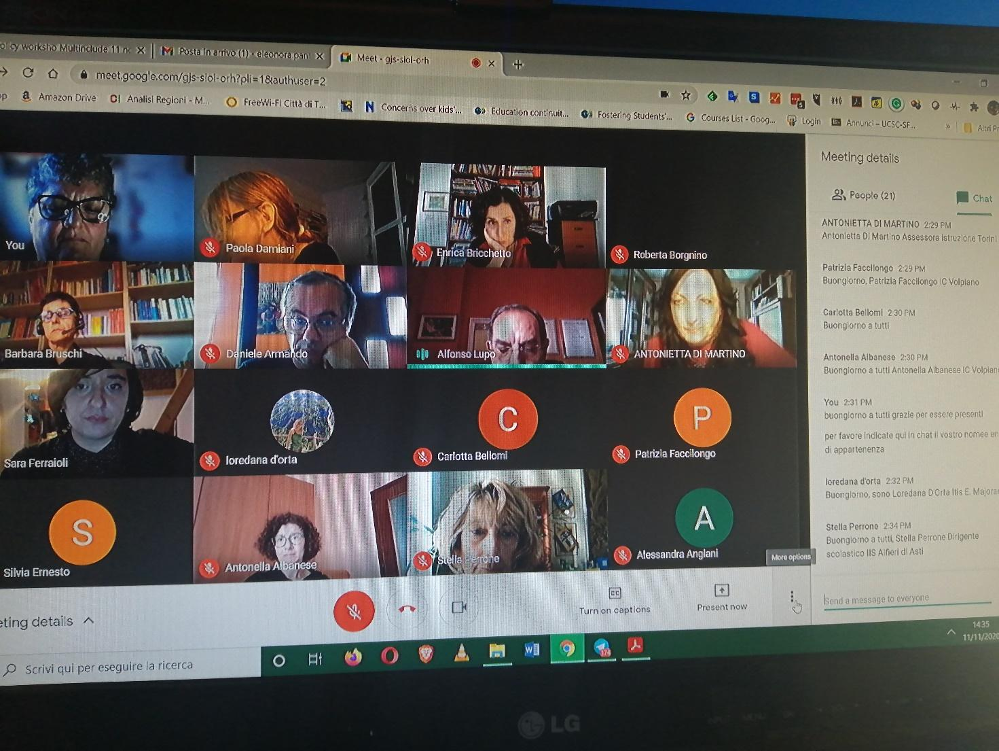 cy worksho Multinclude 11 n
Posta in arrivo (1) - eleonora.pan
Meet - gjs-sioi-orh
meet.google.com/gjs-siol-orh?pli=1&authuser=2
Amazon Drive
Analisi Regioni - M...
FreeWi-Fi Città di T...
Concerns over kids'...
Education continuit...
Fostering Students'...
Courses List - Goog...
Login
Annunci – UCSC-SF...
»
Altri Pr
Meeting details
People (21)
Chat
You
Paola Damiani
Enrica Bricchetto
Roberta Borgnino
Barbara Bruschi
Daniele Armando
Alfonso Lupo
ANTONIETTA DI MARTINO
Sara Ferraioli
loredana d'orta
C
Carlotta Bellomi
P
Patrizia Faccilongo
S
Silvia Ernesto
Antonella Albanese
Stella Perrone
A
Alessandra Anglani
ANTONIETTA DI MARTINO 2:29 PM
Antonietta Di Martino Assessora istruzione Torini
Patrizia Faccilongo 2:29 PM
Buongiorno, Patrizia Faccilongo IC Volpiano
Carlotta Bellomi 2:30 PM
Buongiorno a tutti
Antonella Albanese 2:30 PM
Buongiorno a tutti Antonella Albanese IC Volpian
You 2:31 PM
buongiorno a tutti grazie per essere presenti
per favore indicate qui in chat il vostro nomee en
di appartenenza
loredana d'orta 2:32 PM
Buongiorno, sono Loredana D'Orta Itis E. Majora
Stella Perrone 2:34 PM
Buongiorno a tutti, Stella Perrone Dirigente
scolastico IIS Alfieri di Asti
Send a message to everyone
More options
eting details
Turn on captions
Present now
Scrivi qui per eseguire la ricerca
174
14:35
11/11/2020
LG